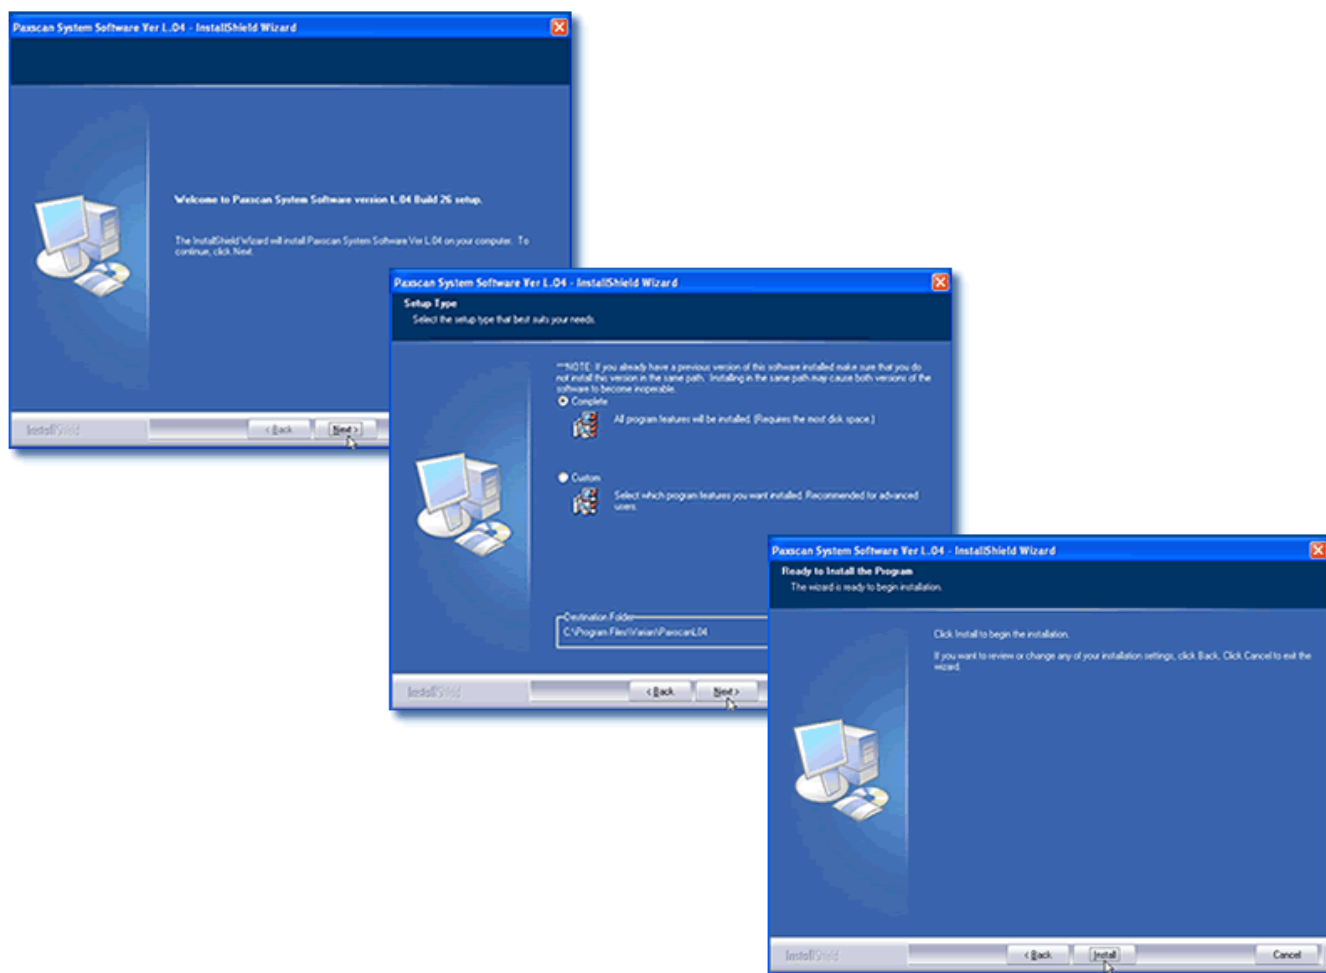 Paxscan System Software Ver L.04 - InstallShield Wizard
Welcome to Paxscan System Software version L.04 Build 26 setup.
The InstallShield Wizard will install Paxscan System Software Ver L.04 on your computer. To
continue, click Next.
InstallShield
< Back
Next >
Paxscan System Software Ver L.04 - InstallShield Wizard
Setup Type
Select the setup type that best suits your needs.
***NOTE: If you already have a previous version of this software installed make sure that you do
not install this version in the same path. Installing in the same path may cause both versions of the
software to become inoperable.
Complete
All program features will be installed. (Requires the most disk space.)
Custom
Select which program features you want installed. Recommended for advanced
users.
Destination Folder
C:\Program Files\Varian\PaxscanL04
InstallShield
< Back
Next >
Paxscan System Software Ver L.04 - InstallShield Wizard
Ready to Install the Program
The wizard is ready to begin installation.
Click Install to begin the installation.
If you want to review or change any of your installation settings, click Back. Click Cancel to exit the
wizard.
InstallShield
< Back
Install
Cancel